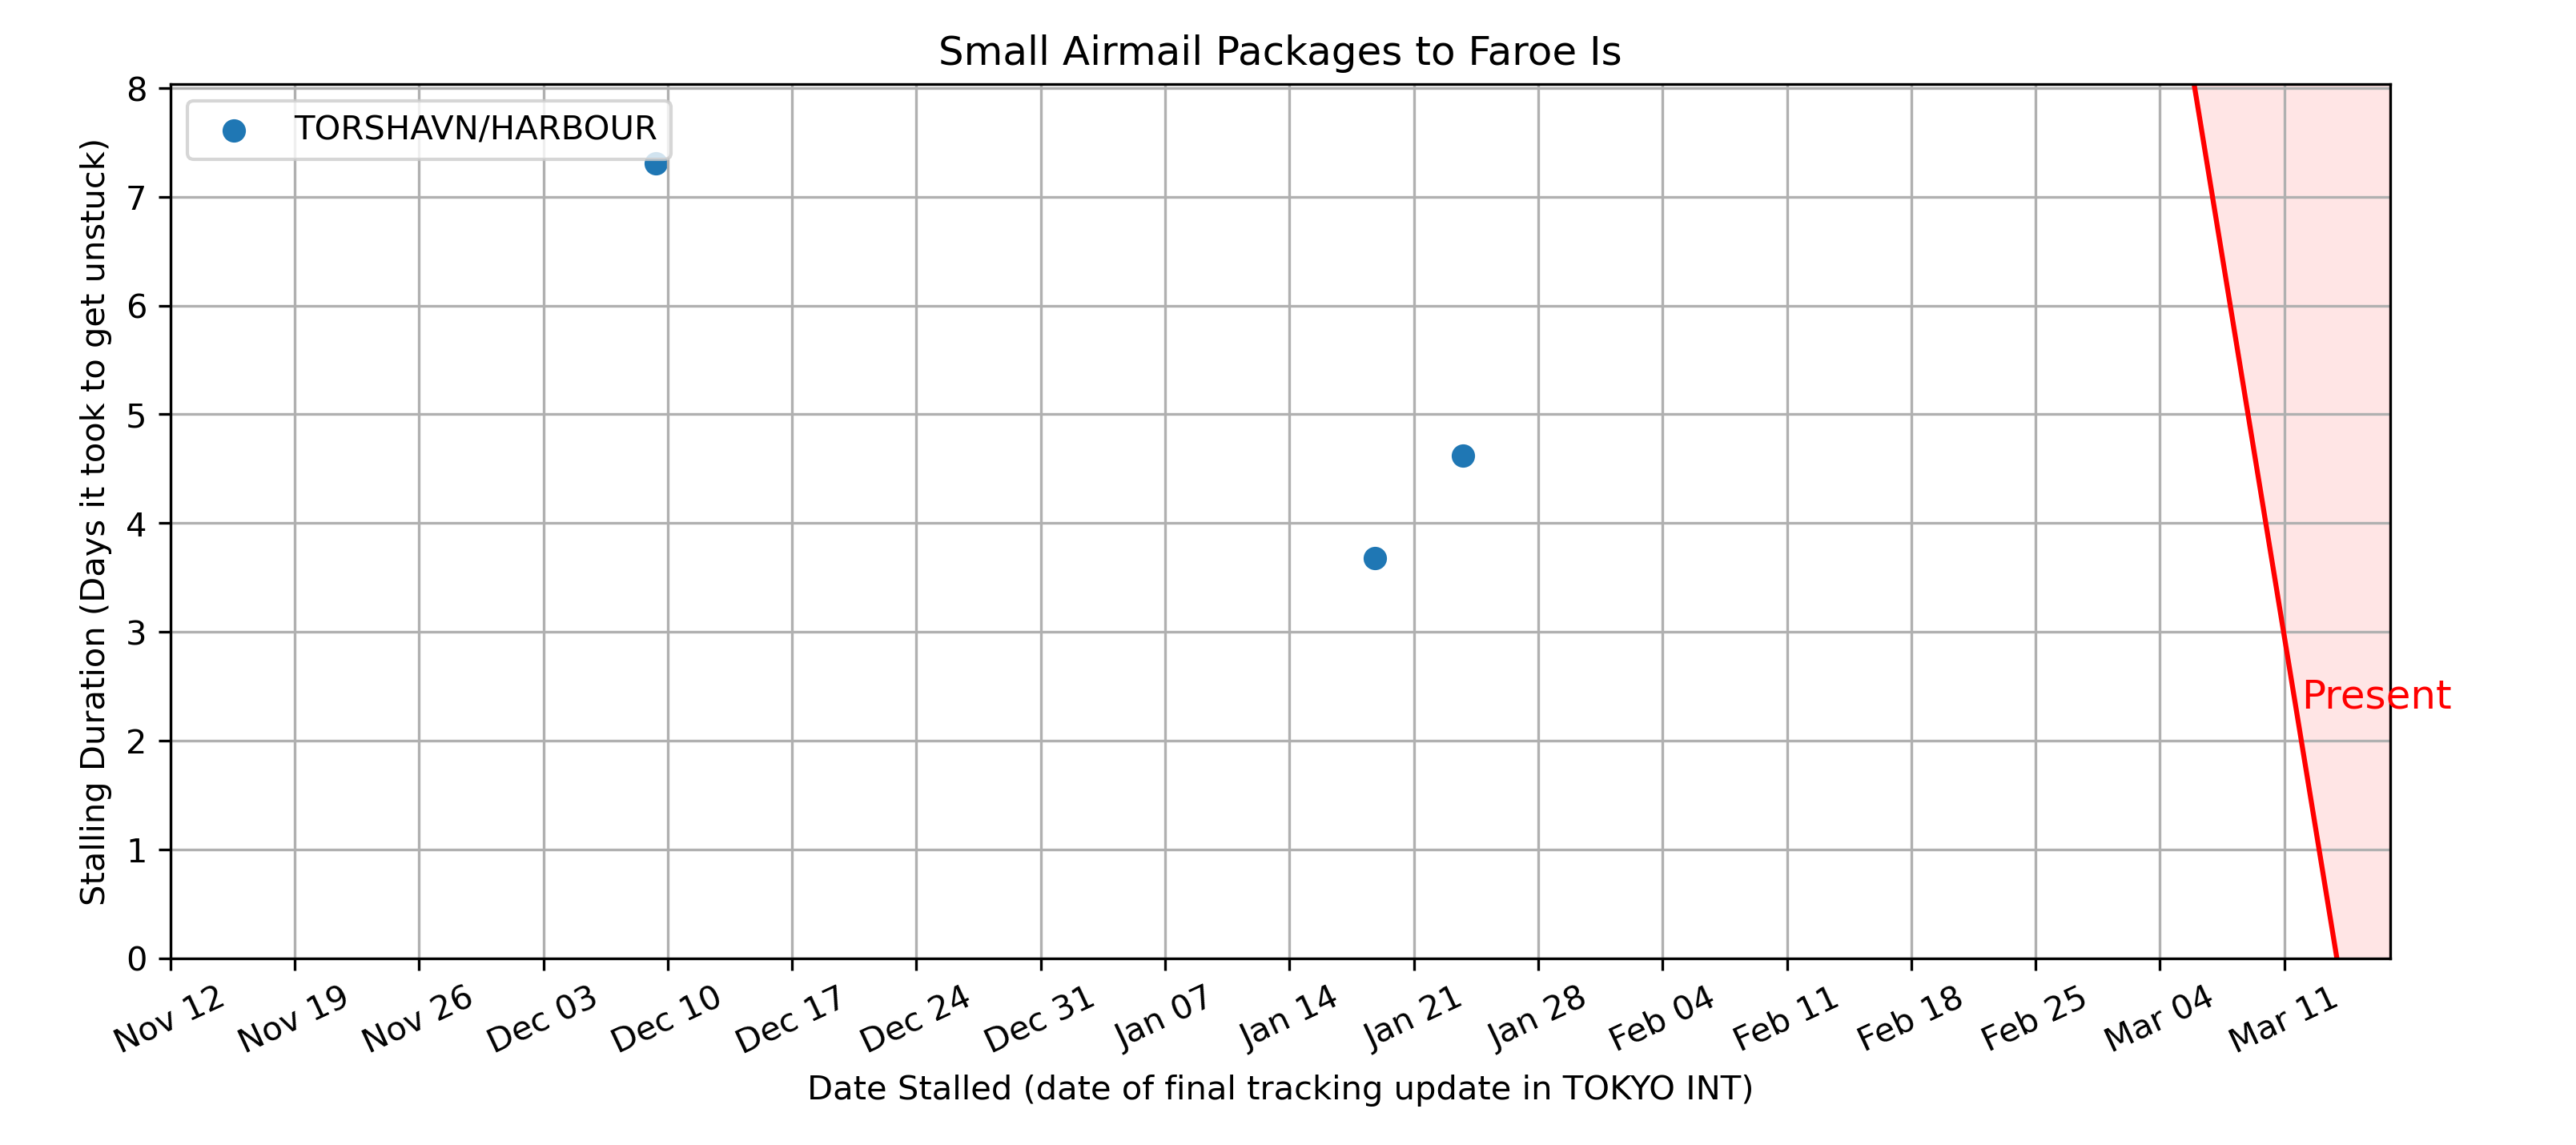 Small Airmail Packages to Faroe Is
TORSHAVN/HARBOUR
Stalling Duration (Days it took to get unstuck)
8
7
6
5
4
3
2
1
0
Present
Nov 12
Nov 19
Nov 26
Dec 03
Dec 10
Dec 17
Dec 24
Dec 31
Jan 07
Jan 14
Jan 21
Jan 28
Feb 04
Feb 11
Feb 18
Feb 25
Mar 04
Mar 11
Date Stalled (date of final tracking update in TOKYO INT)